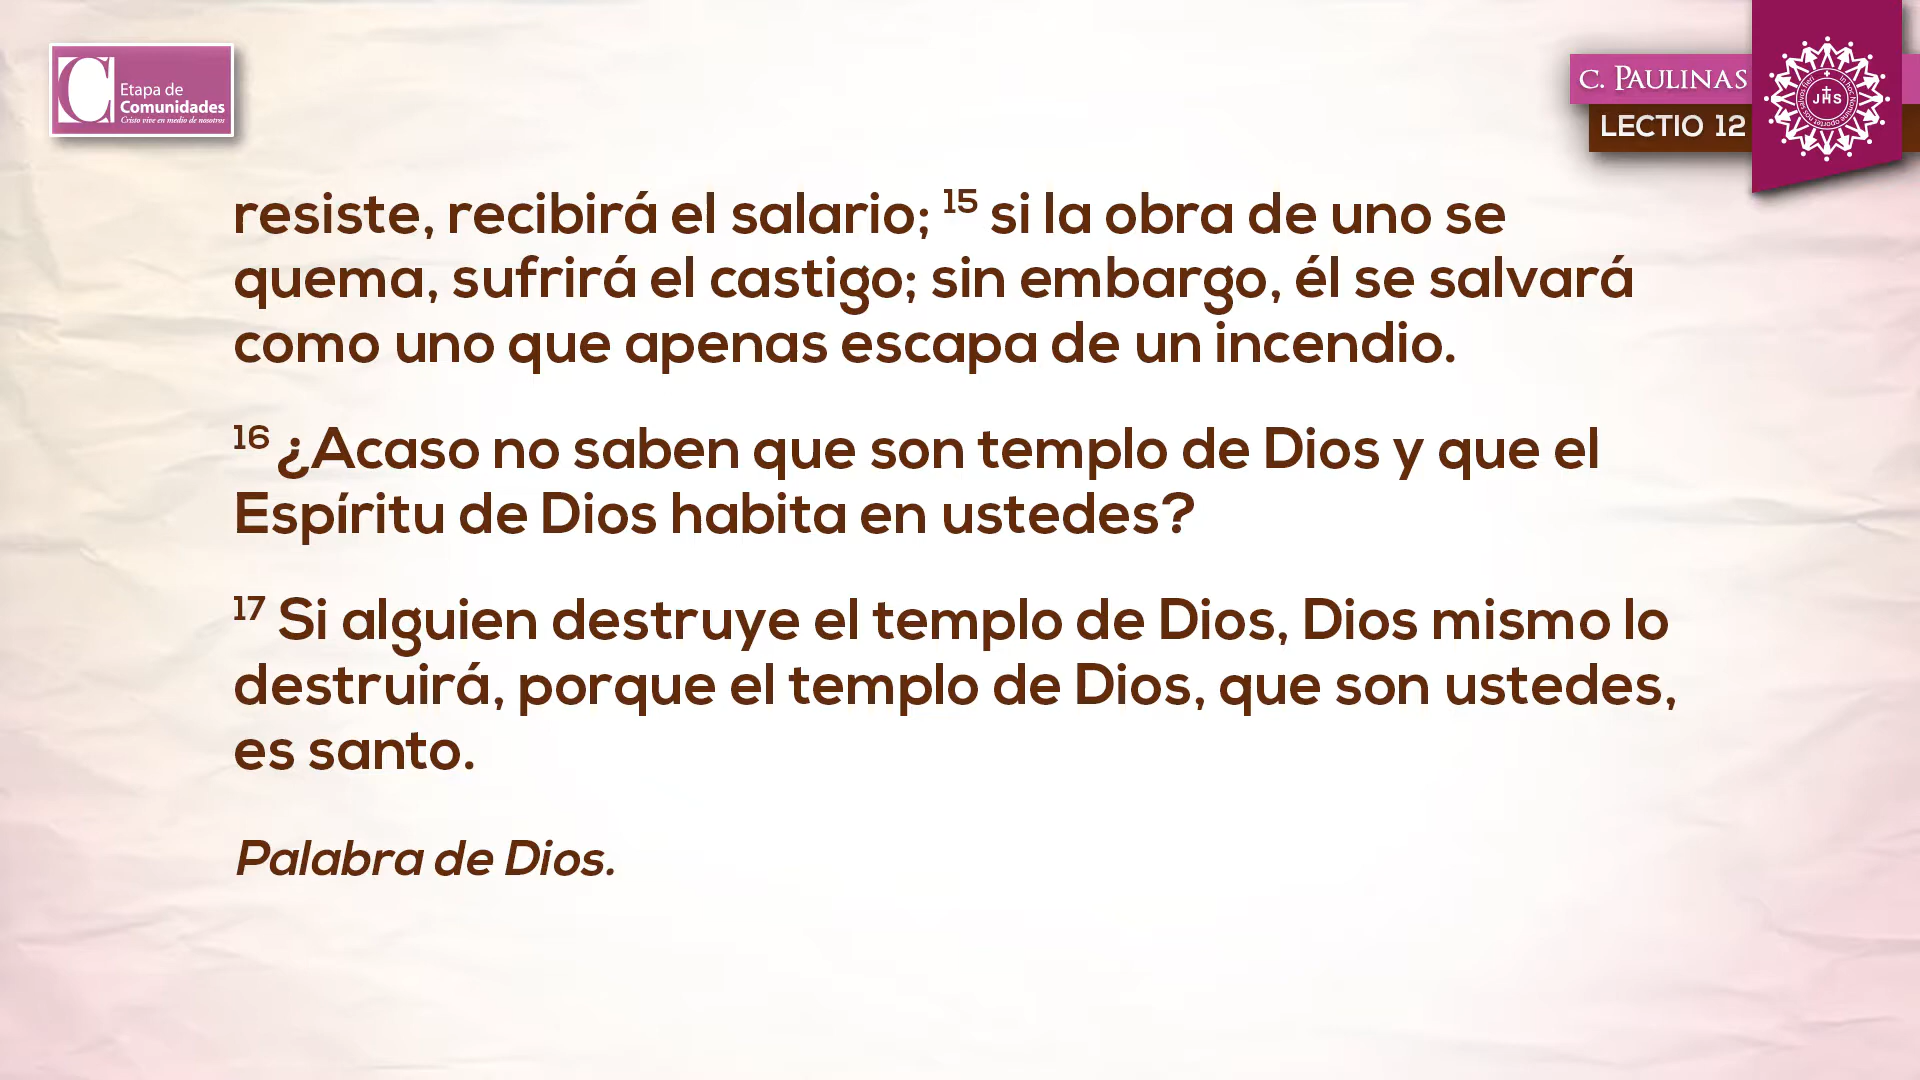 C Etapa de
Comunidades
Cristo vive en medio de nosotros
C. PAULINAS
LECTIO 12
JHS
resiste, recibirá el salario; 15 si la obra de uno se
quema, sufrirá el castigo; sin embargo, él se salvará
como uno que apenas escapa de un incendio.
16 ¿Acaso no saben que son templo de Dios y que el
Espíritu de Dios habita en ustedes?
17 Si alguien destruye el templo de Dios, Dios mismo lo
destruirá, porque el templo de Dios, que son ustedes,
es santo.
Palabra de Dios.